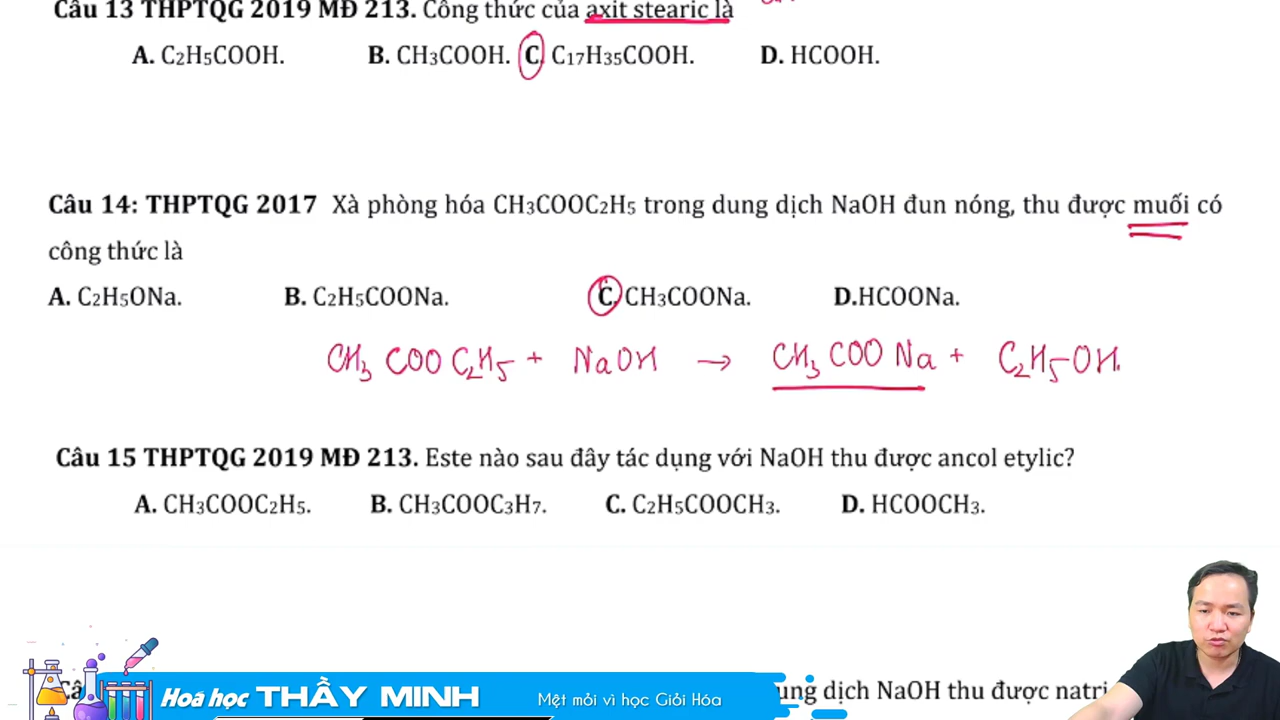 Câu 13 THPTQG 2019 MĐ 213. Công thức của axit stearic là
A. C2H5COOH. B. CH3COOH. C. C17H35COOH. D. HCOOH.
Câu 14: THPTQG 2017 Xà phòng hóa CH3COOC2H5 trong dung dịch NaOH đun nóng, thu được muối có
công thức là
A. C2H5ONa. B. C2H5COONa. C. CH3COONa. D.HCOONa.
CH3COOC2H5 + NaOH → CH3COONa + C2H5-OH.
Câu 15 THPTQG 2019 MĐ 213. Este nào sau đây tác dụng với NaOH thu được ancol etylic?
A. CH3COOC2H5. B. CH3COOC3H7. C. C2H5COOCH3. D. HCOOCH3.
dịch NaOH thu được
Hoá học THẦY MINH Mệt mỏi vì học Giỏi Hóa